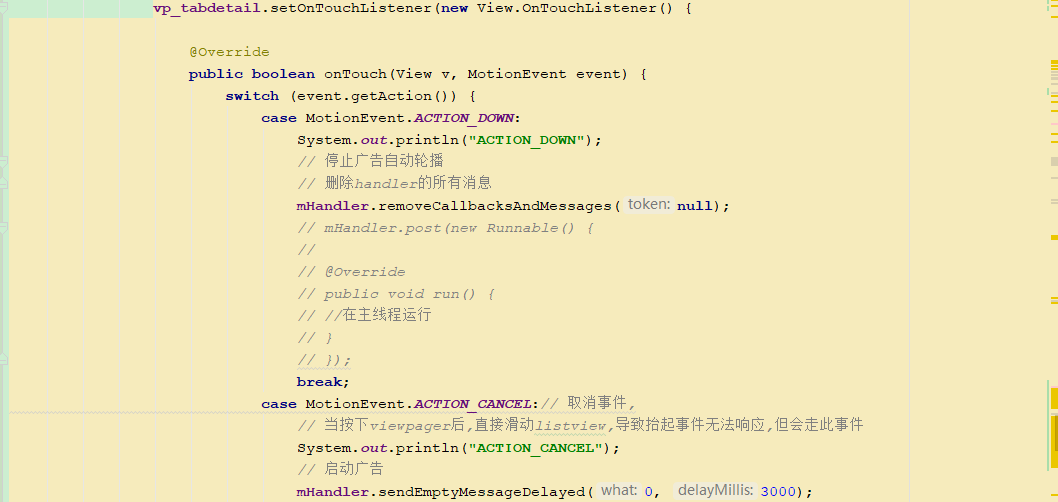 vp_tabdetail.setOnTouchListener(new View.OnTouchListener() {
@Override
public boolean onTouch(View v, MotionEvent event) {
switch (event.getAction()) {
case MotionEvent.ACTION_DOWN:
System.out.println("ACTION_DOWN");
// 停止广告自动轮播
// 删除handler的所有消息
mHandler.removeCallbacksAndMessages( token: null);
// mHandler.post(new Runnable() {
//
// @Override
// public void run() {
// //在主线程运行
// }
// });
break;
case MotionEvent.ACTION_CANCEL:// 取消事件,
// 当按下viewpager后,直接滑动listview,导致抬起事件无法响应,但会走此事件
System.out.println("ACTION_CANCEL");
// 启动广告
mHandler.sendEmptyMessageDelayed( what: 0, delayMillis: 3000);